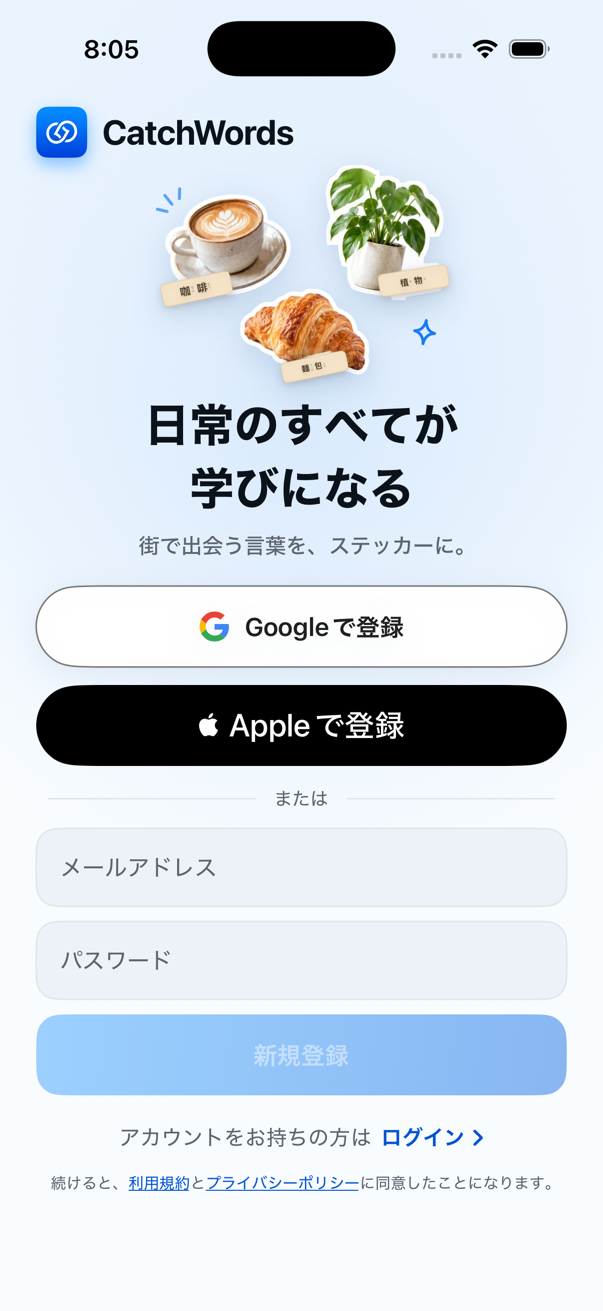 8:05
CatchWords
咖啡
植物
麵包
日常のすべてが
学びになる
街で出会う言葉を、ステッカーに。
Googleで登録
Appleで登録
または
メールアドレス
パスワード
新規登録
アカウントをお持ちの方は ログイン
続けると、利用規約とプライバシーポリシーに同意したことになります。